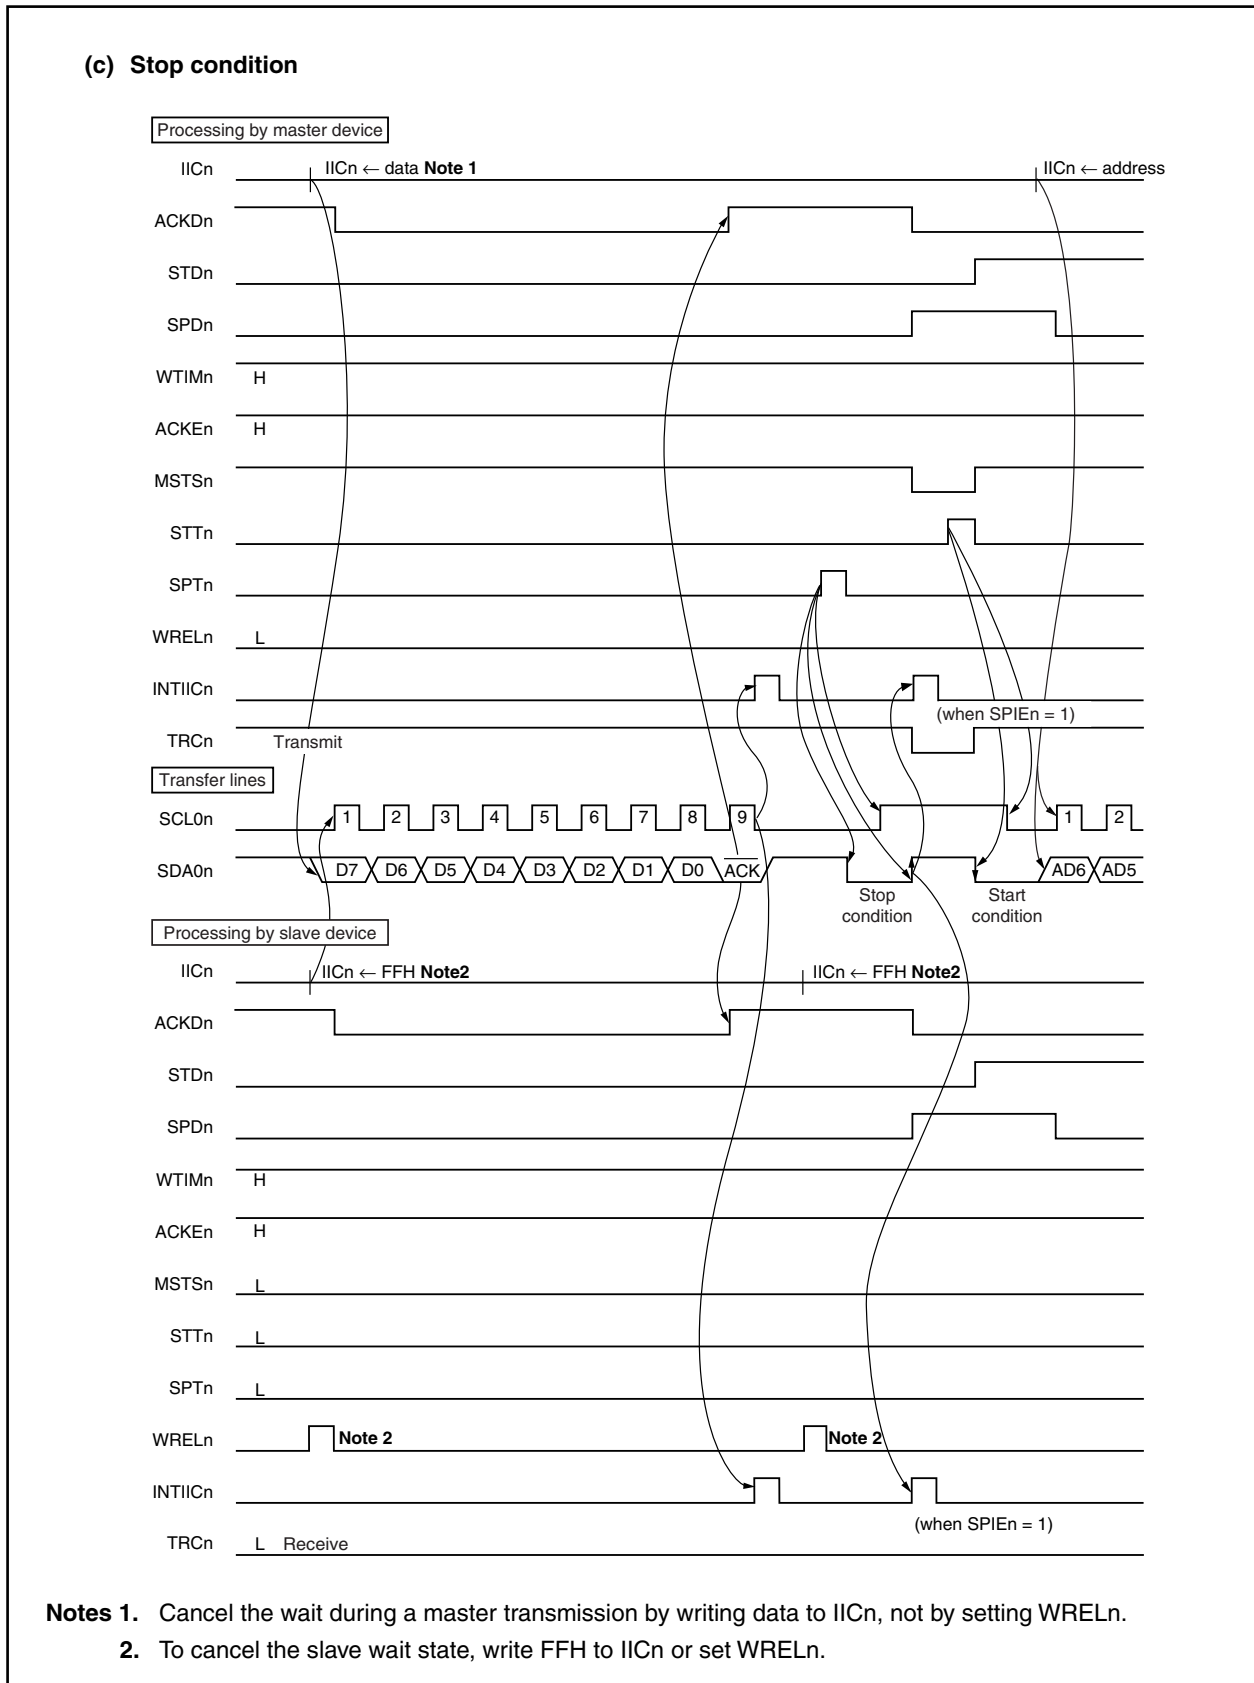 (c) Stop condition
Processing by master device
IICn IICn ← data Note 1 IICn ← address
ACKDn
STDn
SPDn
WTIMn H
ACKEn H
MSTSn
STTn
SPTn
WRELn L
INTIICn
(when SPIEn = 1)
TRCn Transmit
Transfer lines
SCL0n 1 2 3 4 5 6 7 8 9 1 2
SDA0n D7 D6 D5 D4 D3 D2 D1 D0 ACK AD6 AD5
Stop condition
Start condition
Processing by slave device
IICn IICn ← FFH Note2 IICn ← FFH Note2
ACKDn
STDn
SPDn
WTIMn H
ACKEn H
MSTSn L
STTn L
SPTn L
WRELn Note 2 Note 2
INTIICn
(when SPIEn = 1)
TRCn L Receive
Notes 1. Cancel the wait during a master transmission by writing data to IICn, not by setting WRELn.
2. To cancel the slave wait state, write FFH to IICn or set WRELn.